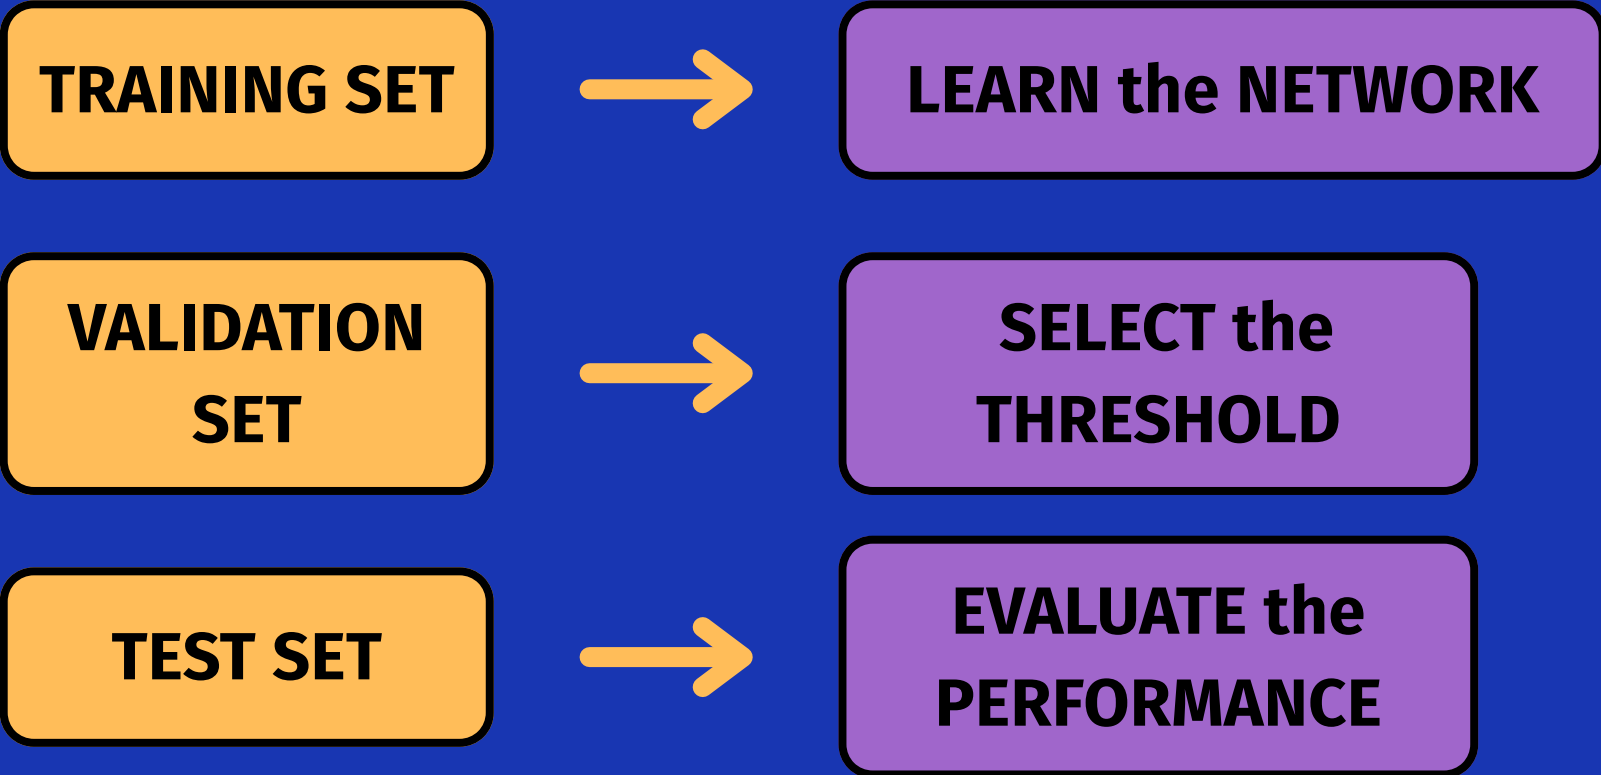 TRAINING SET
LEARN the NETWORK
VALIDATION
SET
SELECT the
THRESHOLD
TEST SET
EVALUATE the
PERFORMANCE